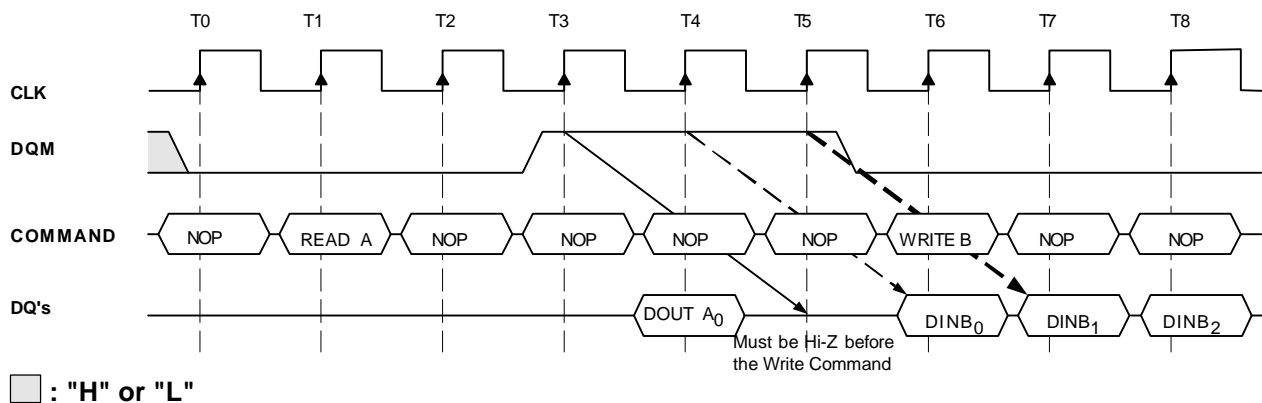 T0 T1 T2 T3 T4 T5 T6 T7 T8
CLK
DQM
COMMAND NOP READ A NOP NOP NOP NOP WRITE B NOP NOP
DQ's DOUT A0 DINB0 DINB1 DINB2
Must be Hi-Z before
the Write Command
: "H" or "L"